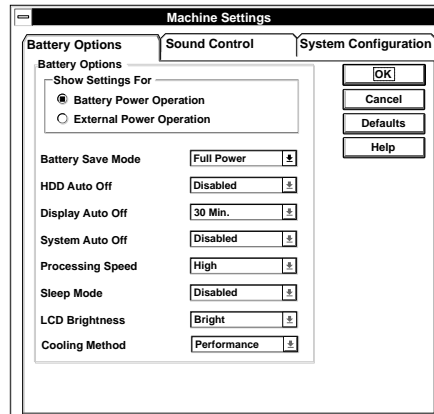 Machine Settings
Battery Options
Sound Control
System Configuration
Battery Options
Show Settings For
Battery Power Operation
External Power Operation
Battery Save Mode Full Power
HDD Auto Off Disabled
Display Auto Off 30 Min.
System Auto Off Disabled
Processing Speed High
Sleep Mode Disabled
LCD Brightness Bright
Cooling Method Performance
OK
Cancel
Defaults
Help